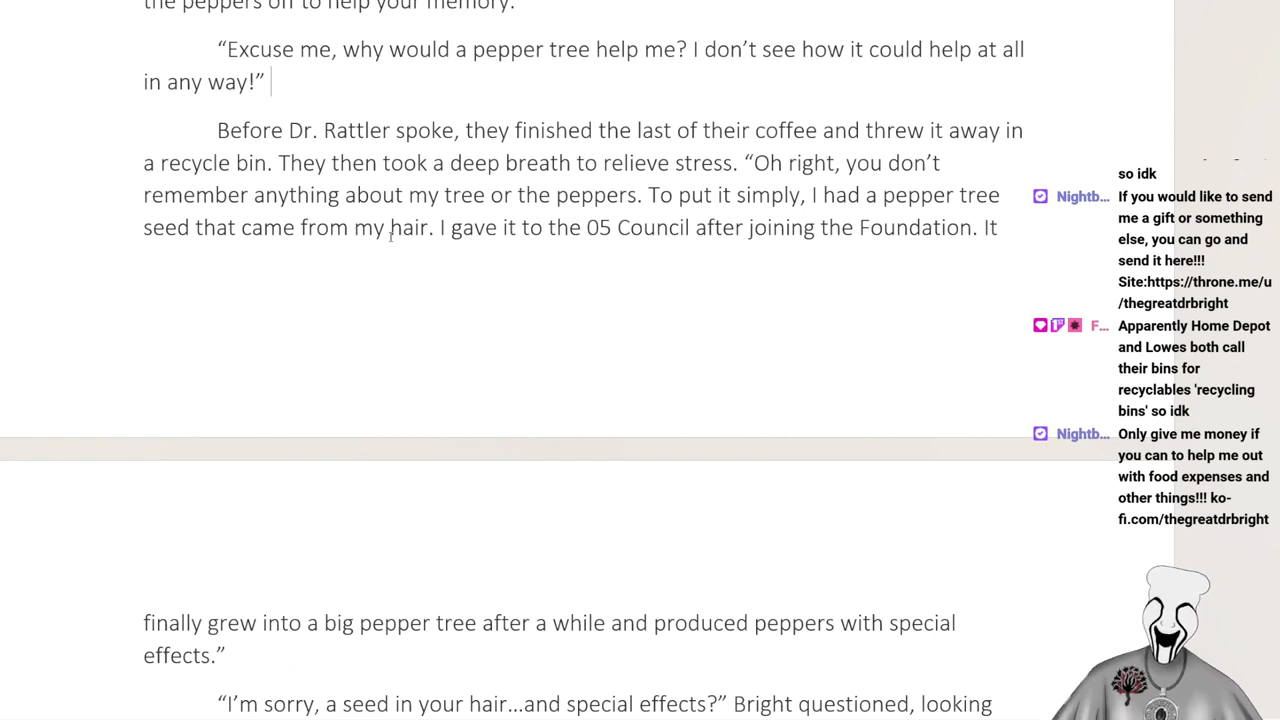 the peppers off to help your memory.
“Excuse me, why would a pepper tree help me? I don’t see how it could help at all
in any way!”
Before Dr. Rattler spoke, they finished the last of their coffee and threw it away in
a recycle bin. They then took a deep breath to relieve stress. “Oh right, you don’t
remember anything about my tree or the peppers. To put it simply, I had a pepper tree
seed that came from my hair. I gave it to the 05 Council after joining the Foundation. It
finally grew into a big pepper tree after a while and produced peppers with special
effects.”
“I’m sorry, a seed in your hair…and special effects?” Bright questioned, looking
so idk
Nightb... If you would like to send
me a gift or something
else, you can go and
send it here!!!
Site:https://throne.me/u
/thegreatdrbright
F... Apparently Home Depot
and Lowes both call
their bins for
recyclables 'recycling
bins' so idk
Nightb... Only give me money if
you can to help me out
with food expenses and
other things!!! ko-
fi.com/thegreatdrbright